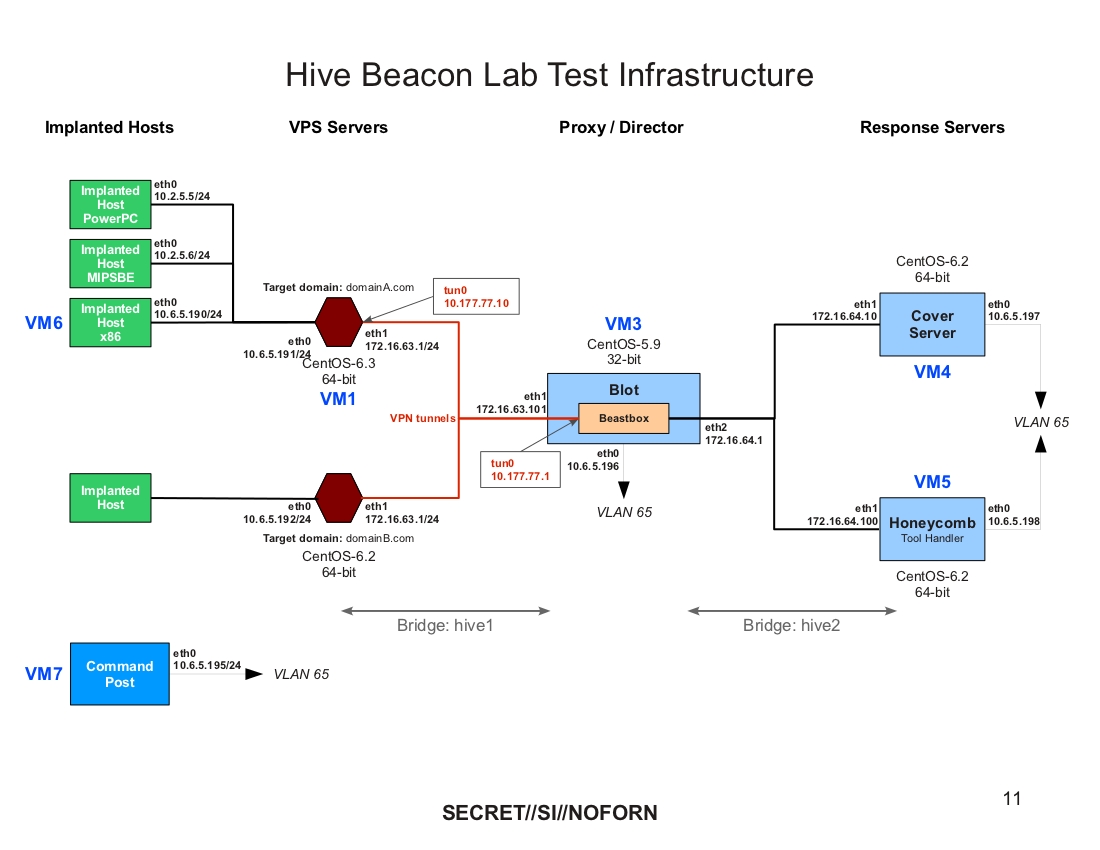 Hive Beacon Lab Test Infrastructure
Implanted Hosts
VPS Servers
Proxy / Director
Response Servers
Implanted
Host
PowerPC
eth0
10.2.5.5/24
Implanted
Host
MIPSBE
eth0
10.2.5.6/24
VM6
Implanted
Host
x86
eth0
10.6.5.190/24
Target domain: domainA.com
eth0
10.6.5.191/24
eth1
172.16.63.1/24
CentOS-6.3
64-bit
VM1
tun0
10.177.77.10
VPN tunnels
Implanted
Host
eth0
10.6.5.192/24
eth1
172.16.63.1/24
Target domain: domainB.com
CentOS-6.2
64-bit
VM3
CentOS-5.9
32-bit
Blot
Beastbox
eth1
172.16.63.101
tun0
10.177.77.1
eth0
10.6.5.196
VLAN 65
eth2
172.16.64.1
CentOS-6.2
64-bit
eth1
172.16.64.10
Cover
Server
eth0
10.6.5.197
VM4
VLAN 65
VM5
eth1
172.16.64.100
Honeycomb
Tool Handler
eth0
10.6.5.198
CentOS-6.2
64-bit
Bridge: hive1
Bridge: hive2
VM7
Command
Post
eth0
10.6.5.195/24
VLAN 65
11
SECRET//SI//NOFORN